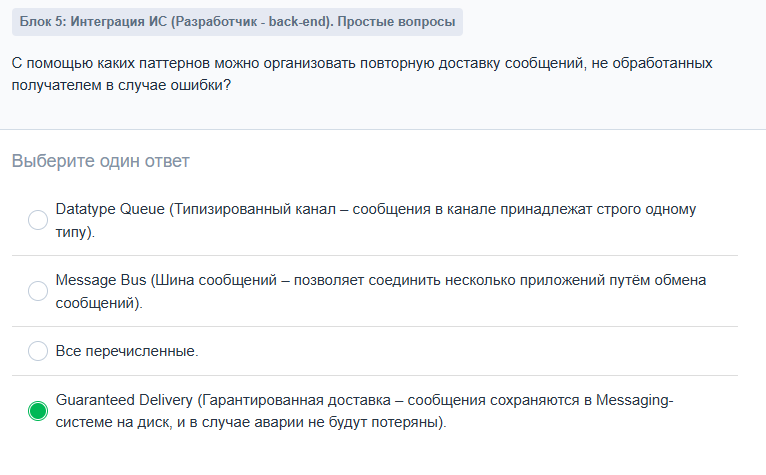 Блок 5: Интеграция ИС (Разработчик - back-end). Простые вопросы
С помощью каких паттернов можно организовать повторную доставку сообщений, не обработанных
получателем в случае ошибки?
Выберите один ответ
Datatype Queue (Типизированный канал – сообщения в канале принадлежат строго одному
типу).
Message Bus (Шина сообщений – позволяет соединить несколько приложений путём обмена
сообщений).
Все перечисленные.
Guaranteed Delivery (Гарантированная доставка – сообщения сохраняются в Messaging-
системе на диск, и в случае аварии не будут потеряны).